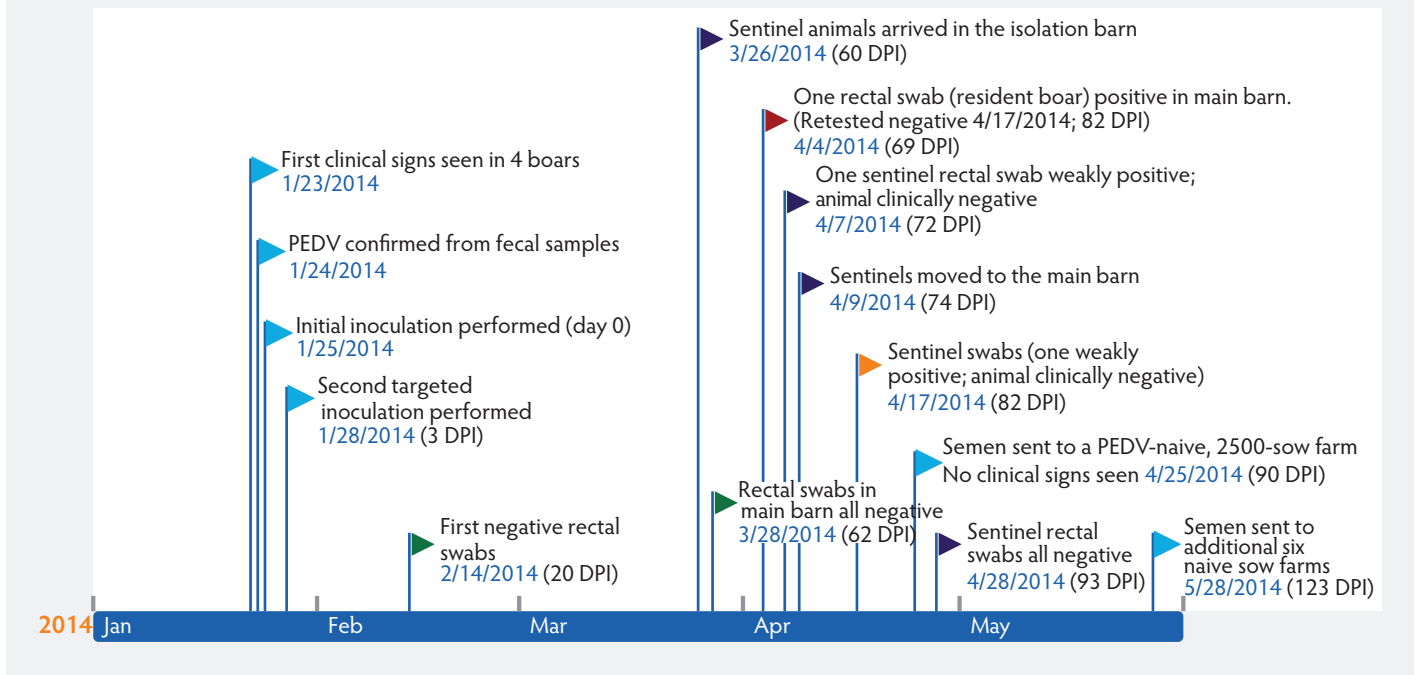 Sentinel animals arrived in the isolation barn
3/26/2014 (60 DPI)
One rectal swab (resident boar) positive in main barn.
(Retested negative 4/17/2014; 82 DPI)
4/4/2014 (69 DPI)
First clinical signs seen in 4 boars
1/23/2014
One sentinel rectal swab weakly positive;
animal clinically negative
4/7/2014 (72 DPI)
PEDV confirmed from fecal samples
1/24/2014
Sentinels moved to the main barn
4/9/2014 (74 DPI)
Initial inoculation performed (day 0)
1/25/2014
Sentinel swabs (one weakly
positive; animal clinically negative)
4/17/2014 (82 DPI)
Second targeted
inoculation performed
1/28/2014 (3 DPI)
Semen sent to a PEDV-naive, 2500-sow farm
No clinical signs seen 4/25/2014 (90 DPI)
Rectal swabs in
main barn all negative
3/28/2014 (62 DPI)
First negative rectal
swabs
2/14/2014 (20 DPI)
Sentinel rectal
swabs all negative
4/28/2014 (93 DPI)
Semen sent to
additional six
naive sow farms
5/28/2014 (123 DPI)
2014 Jan Feb Mar Apr May